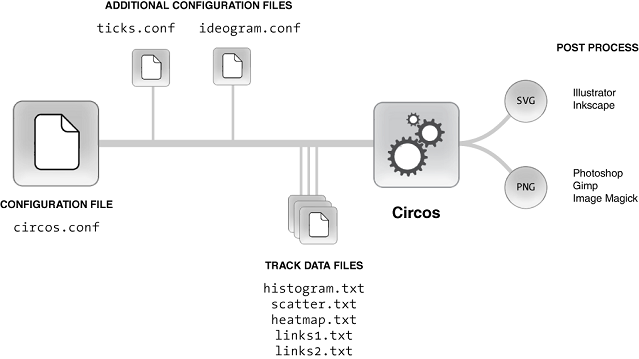 ADDITIONAL CONFIGURATION FILES
ticks.conf ideogram.conf
POST PROCESS
SVG
Illustrator
Inkscape
CONFIGURATION FILE
circos.conf
Circos
PNG
Photoshop
Gimp
Image Magick
TRACK DATA FILES
histogram.txt
scatter.txt
heatmap.txt
links1.txt
links2.txt